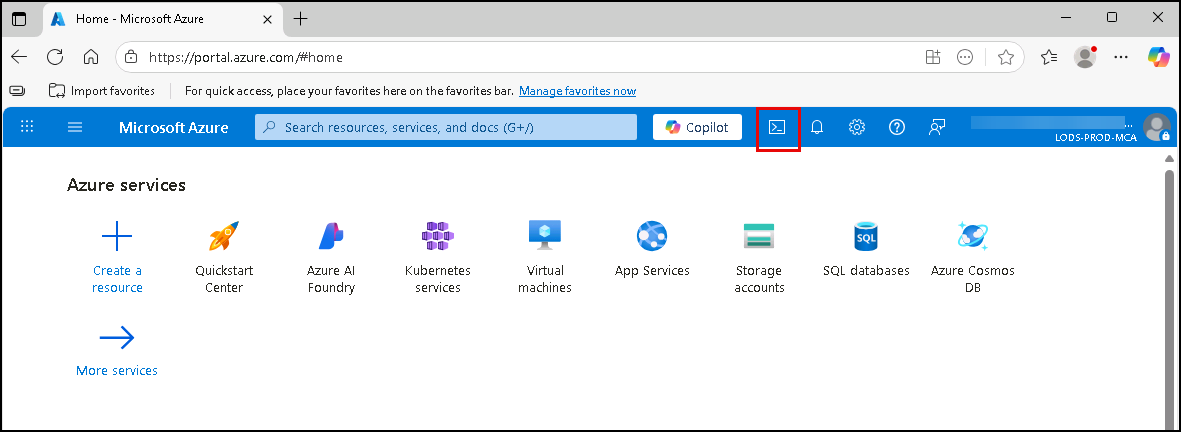 Home - Microsoft Azure
https://portal.azure.com/#home
Import favorites
For quick access, place your favorites here on the favorites bar. Manage favorites now
Microsoft Azure
Search resources, services, and docs (G+/)
Copilot
...
LODS-PROD-MCA
Azure services
Create a
resource
Quickstart
Center
Azure AI
Foundry
Kubernetes
services
Virtual
machines
App Services
Storage
accounts
SQL
SQL databases
Azure Cosmos
DB
More services